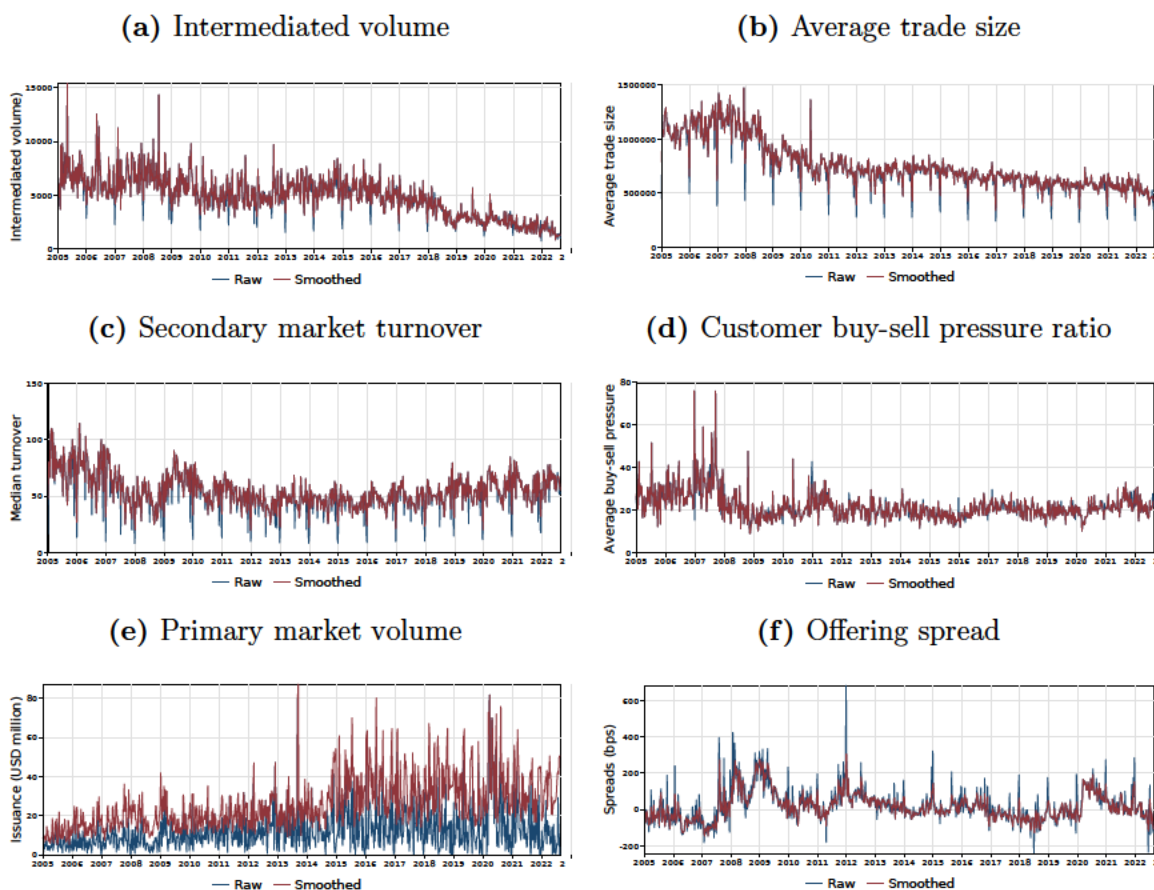 (a) Intermediated volume
(b) Average trade size
Intermediated volume)
15000
10000
5000
0
2005 2006 2007 2008 2009 2010 2011 2012 2013 2014 2015 2016 2017 2018 2019 2020 2021 2022 2
Raw Smoothed
Average trade size
1500000
1000000
500000
0
2005 2006 2007 2008 2009 2010 2011 2012 2013 2014 2015 2016 2017 2018 2019 2020 2021 2022 2
Raw Smoothed
(c) Secondary market turnover
(d) Customer buy-sell pressure ratio
Median turnover
150
100
50
0
2005 2006 2007 2008 2009 2010 2011 2012 2013 2014 2015 2016 2017 2018 2019 2020 2021 2022 2
Raw Smoothed
Average buy-sell pressure
80
60
40
20
0
2005 2006 2007 2008 2009 2010 2011 2012 2013 2014 2015 2016 2017 2018 2019 2020 2021 2022 2
Raw Smoothed
(e) Primary market volume
(f) Offering spread
Issuance (USD million)
80
60
40
20
0
2005 2006 2007 2008 2009 2010 2011 2012 2013 2014 2015 2016 2017 2018 2019 2020 2021 2022 2
Raw Smoothed
Spreads (bps)
600
400
200
0
-200
2005 2006 2007 2008 2009 2010 2011 2012 2013 2014 2015 2016 2017 2018 2019 2020 2021 2022 2
Raw Smoothed